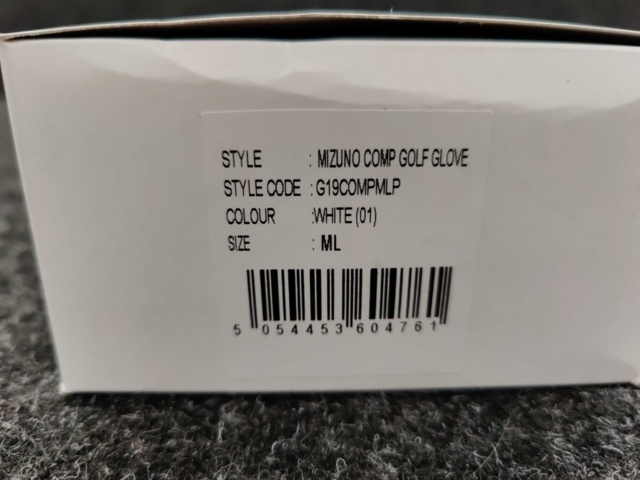 STYLE : MIZUNO COMP GOLF GLOVE
STYLE CODE : G19COMPMLP
COLOUR :WHITE (01)
SIZE : ML
5 054453 604761